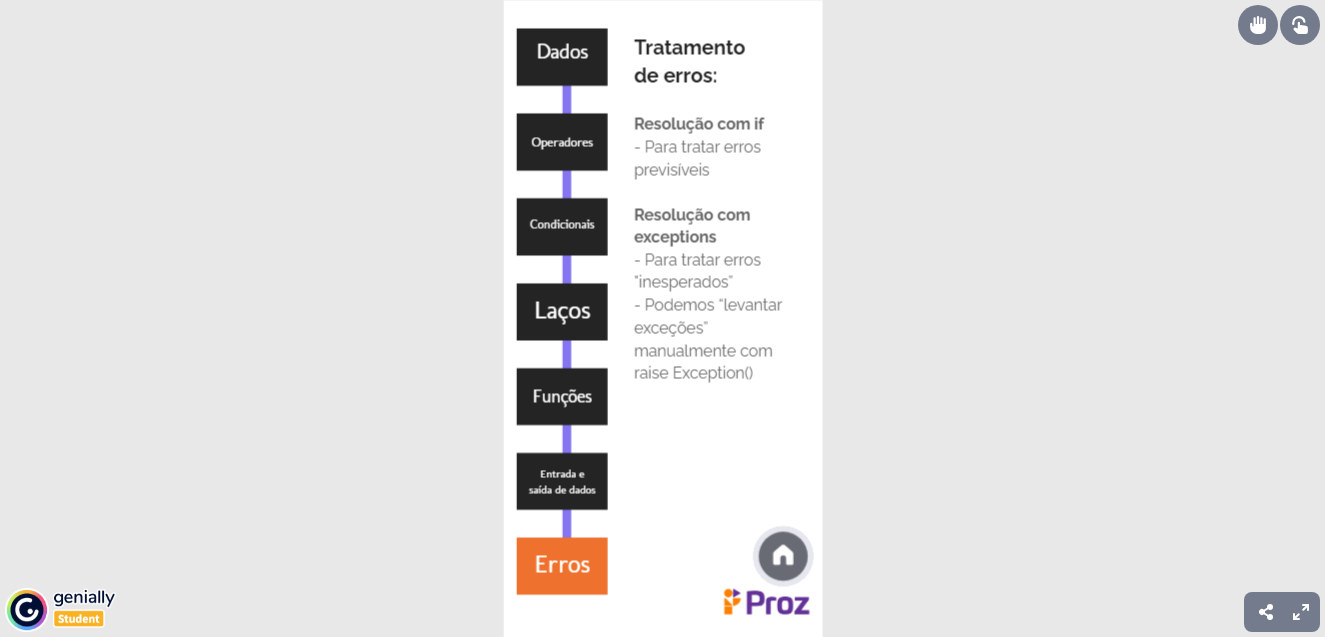 Dados
Operadores
Condicionais
Laços
Funções
Entrada e
saída de dados
Erros
Tratamento
de erros:
Resolução com if
- Para tratar erros
previsíveis
Resolução com
exceptions
- Para tratar erros
"inesperados”
- Podemos “levantar
exceções”
manualmente com
raise Exception()
Proz
genially
Student